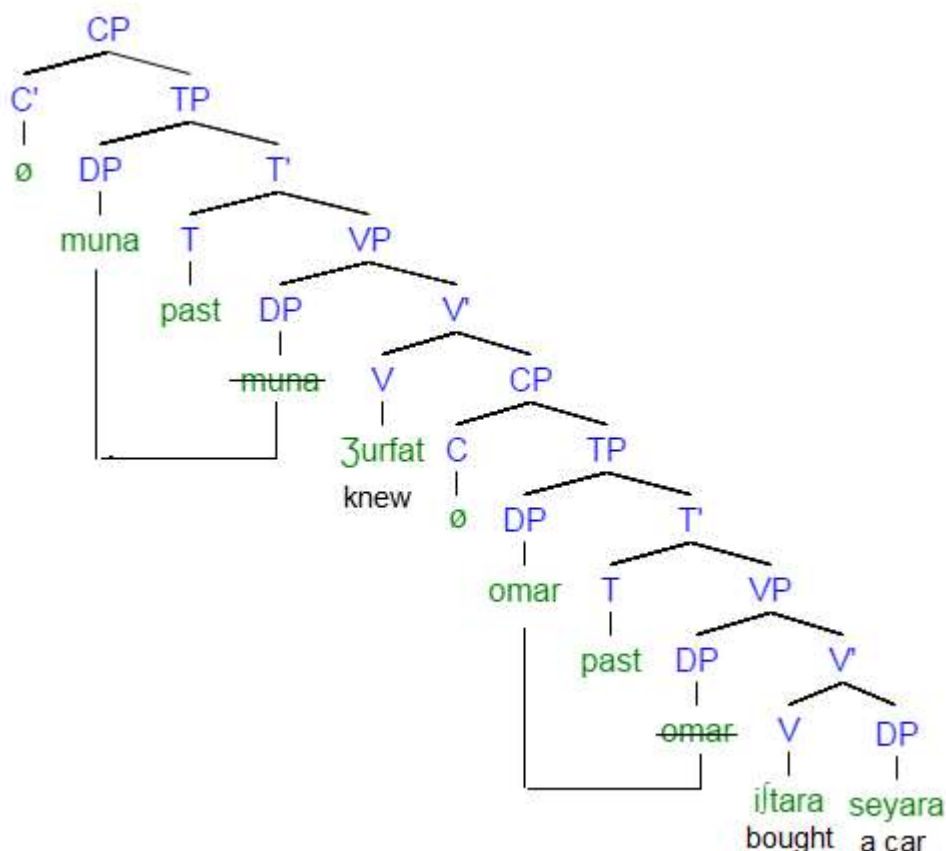 CP
C' TP
ø DP T'
muna T VP
past DP V'
muna V CP
Ʒurfat C TP
knew ø DP T'
omar T VP
past DP V'
omar V DP
iʃtara seyara
bought a car